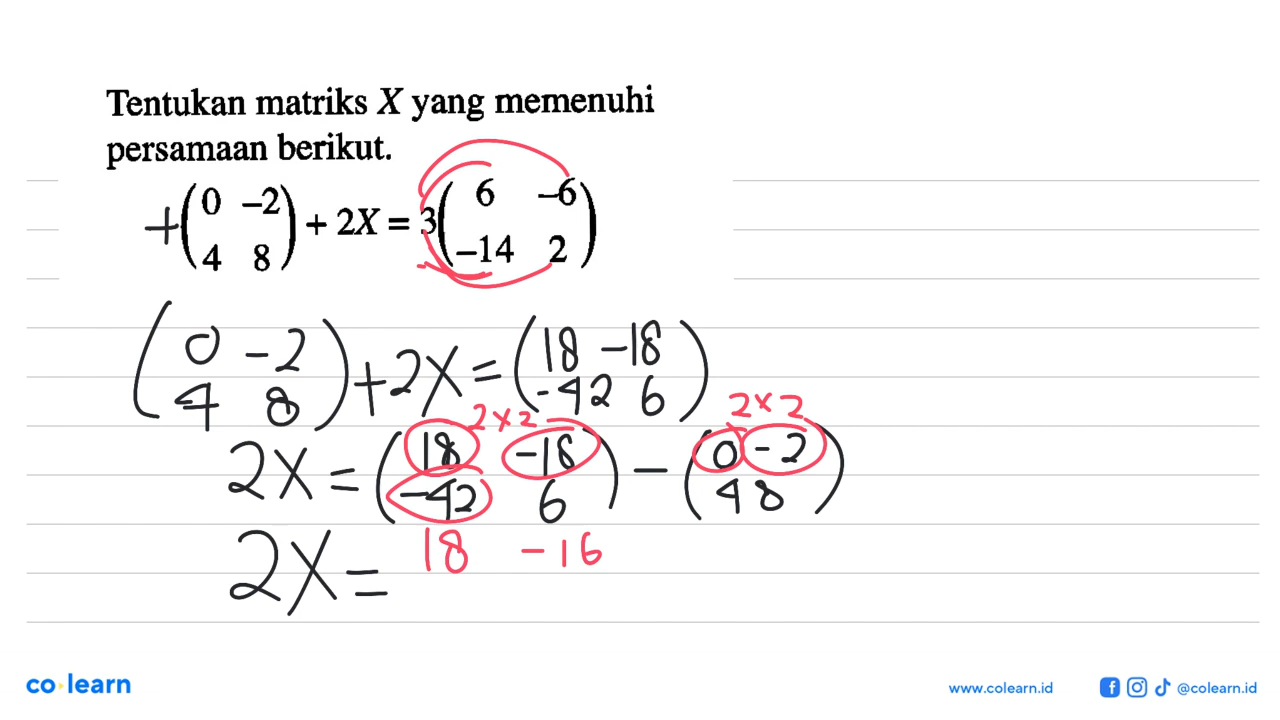 Tentukan matriks X yang memenuhi
persamaan berikut.
+(0 -2 4 8) + 2X = 3(6 -6 -14 2)
(0 -2 4 8) + 2X = (18 -18 -42 6)
2x2 2x2
2X = (18 -18 -42 6) - (0 -2 4 8)
2X = 18 -16
co learn
www.colearn.id
@colearn.id